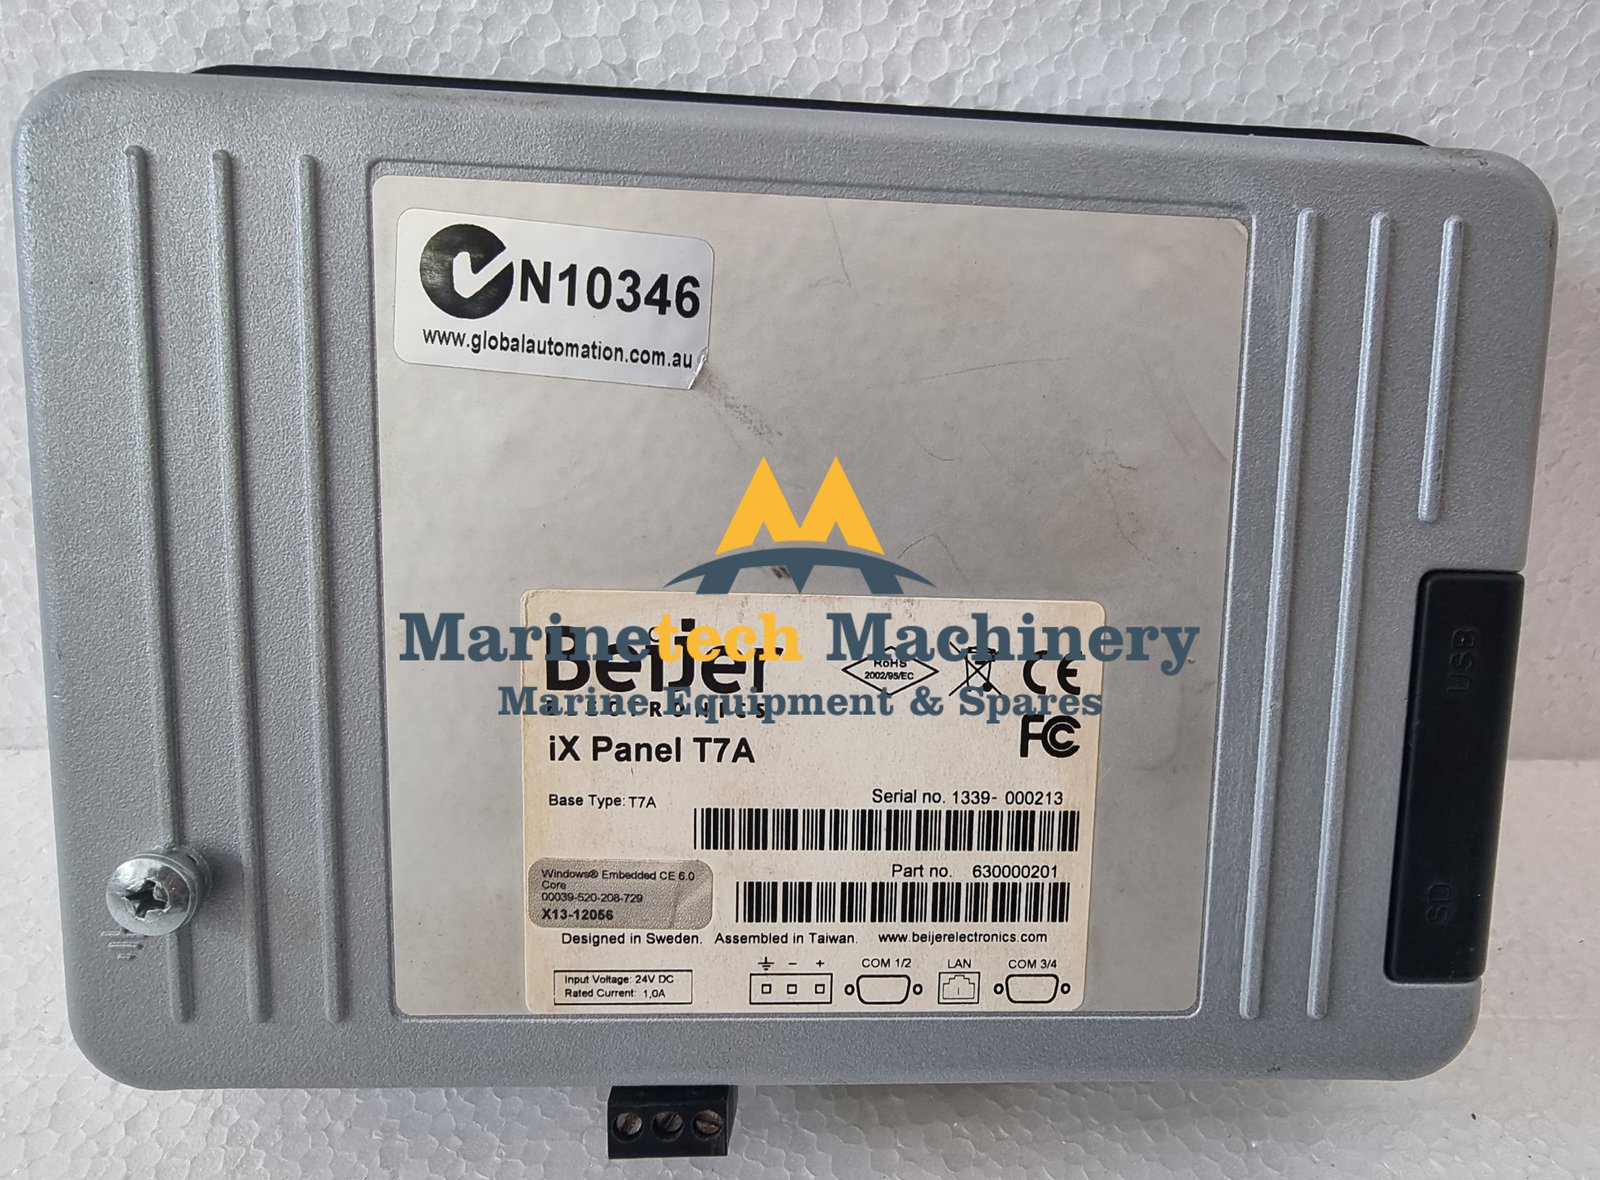 N10346
www.globalautomation.com.au
Marinetech Machinery
Marine Equipment & Spares
Beijer
ELECTRONICS
RoHS
2002/95/EC
CE
FC
iX Panel T7A
Base Type: T7A
Serial no. 1339- 000213
Part no. 630000201
Windows® Embedded CE 6.0
Core
00039-520-208-729
X13-12056
Designed in Sweden. Assembled in Taiwan. www.beijerelectronics.com
Input Voltage: 24V DC
Rated Current: 1,0A
- +
COM 1/2
LAN
COM 3/4
USB
SD